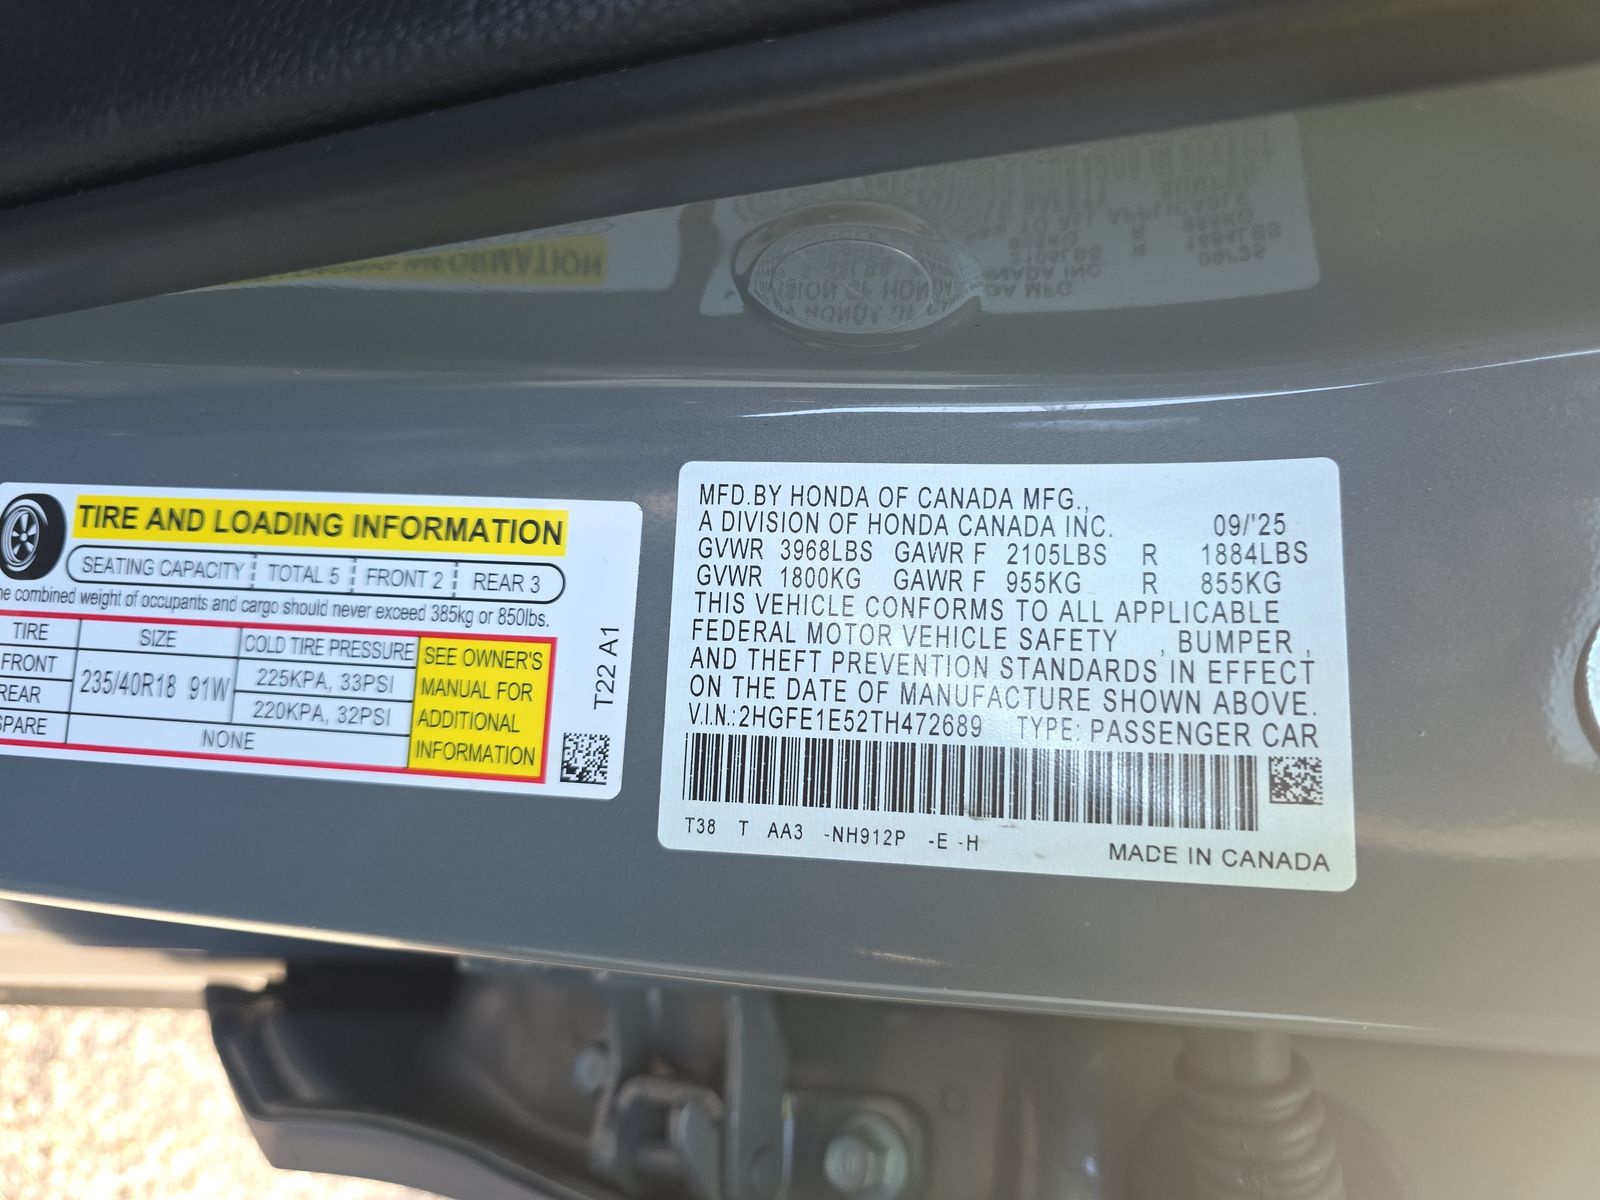 TIRE AND LOADING INFORMATION
SEATING CAPACITY TOTAL 5 FRONT 2 REAR 3
combined weight of occupants and cargo should never exceed 385kg or 850lbs.
TIRE SIZE COLD TIRE PRESSURE
FRONT 235/40R18 91W 225KPA, 33PSI
REAR 220KPA, 32PSI
SPARE NONE
SEE OWNER'S
MANUAL FOR
ADDITIONAL
INFORMATION
T22 A1
MFD.BY HONDA OF CANADA MFG.,
A DIVISION OF HONDA CANADA INC. 09/'25
GVWR 3968LBS GAWR F 2105LBS R 1884LBS
GVWR 1800KG GAWR F 955KG R 855KG
THIS VEHICLE CONFORMS TO ALL APPLICABLE
FEDERAL MOTOR VEHICLE SAFETY , BUMPER ,
AND THEFT PREVENTION STANDARDS IN EFFECT
ON THE DATE OF MANUFACTURE SHOWN ABOVE.
V.I.N.:2HGFE1E52TH472689 TYPE: PASSENGER CAR
T38 T AA3 -NH912P -E -H
MADE IN CANADA